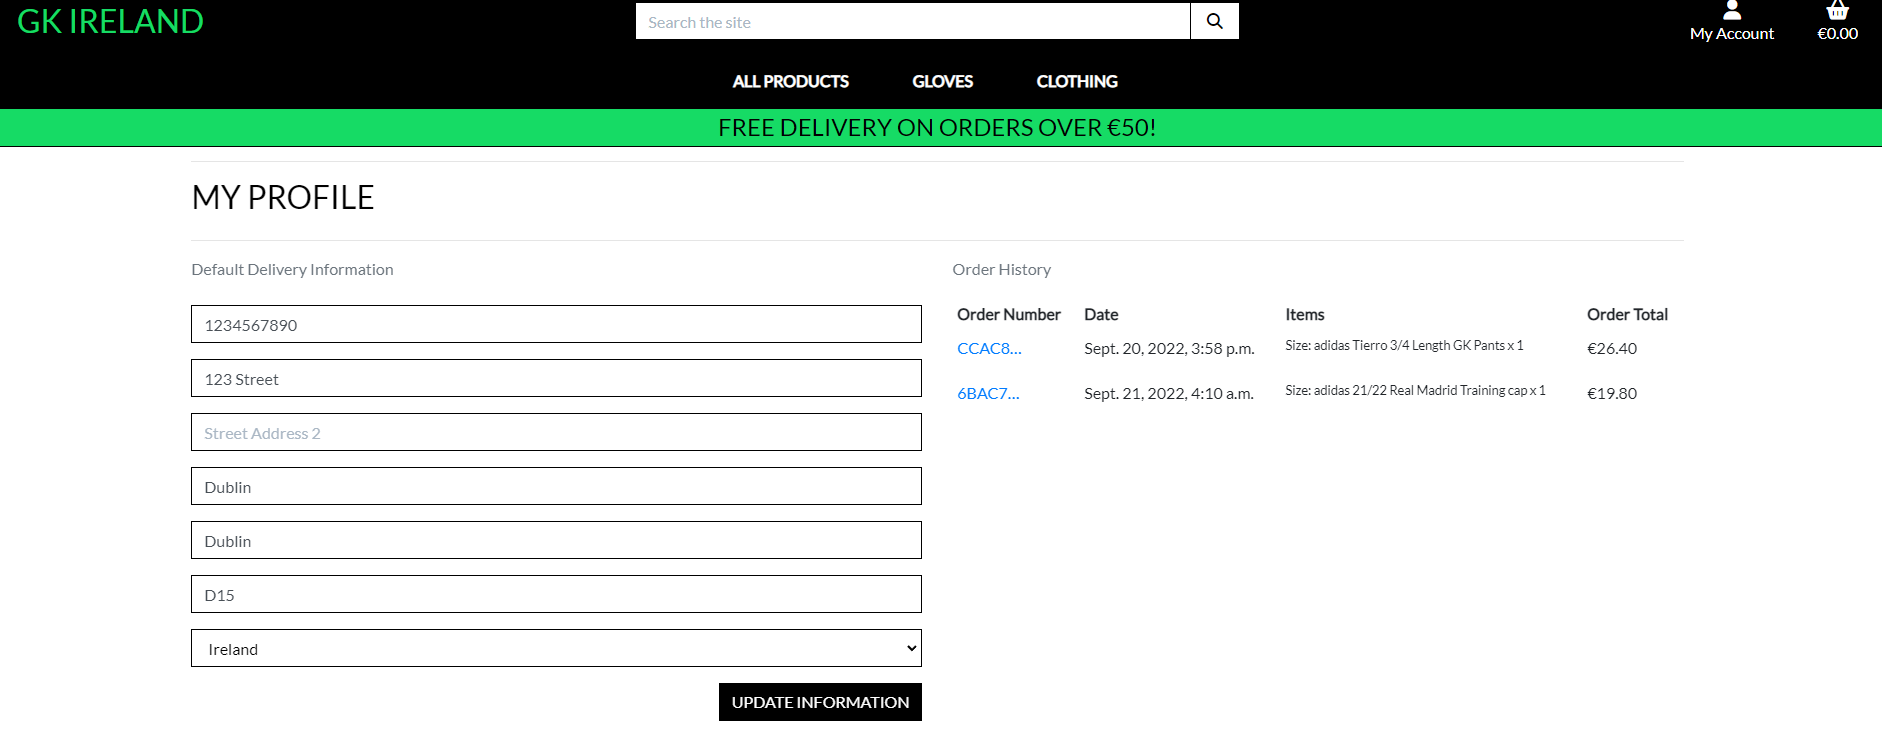 GK IRELAND
Search the site
My Account
€0.00
ALL PRODUCTS GLOVES CLOTHING
FREE DELIVERY ON ORDERS OVER €50!
MY PROFILE
Default Delivery Information
1234567890
123 Street
Street Address 2
Dublin
Dublin
D15
Ireland
UPDATE INFORMATION
Order History
Order Number Date Items Order Total
CCAC8... Sept. 20, 2022, 3:58 p.m. Size: adidas Tierro 3/4 Length GK Pants x 1 €26.40
6BAC7... Sept. 21, 2022, 4:10 a.m. Size: adidas 21/22 Real Madrid Training cap x 1 €19.80